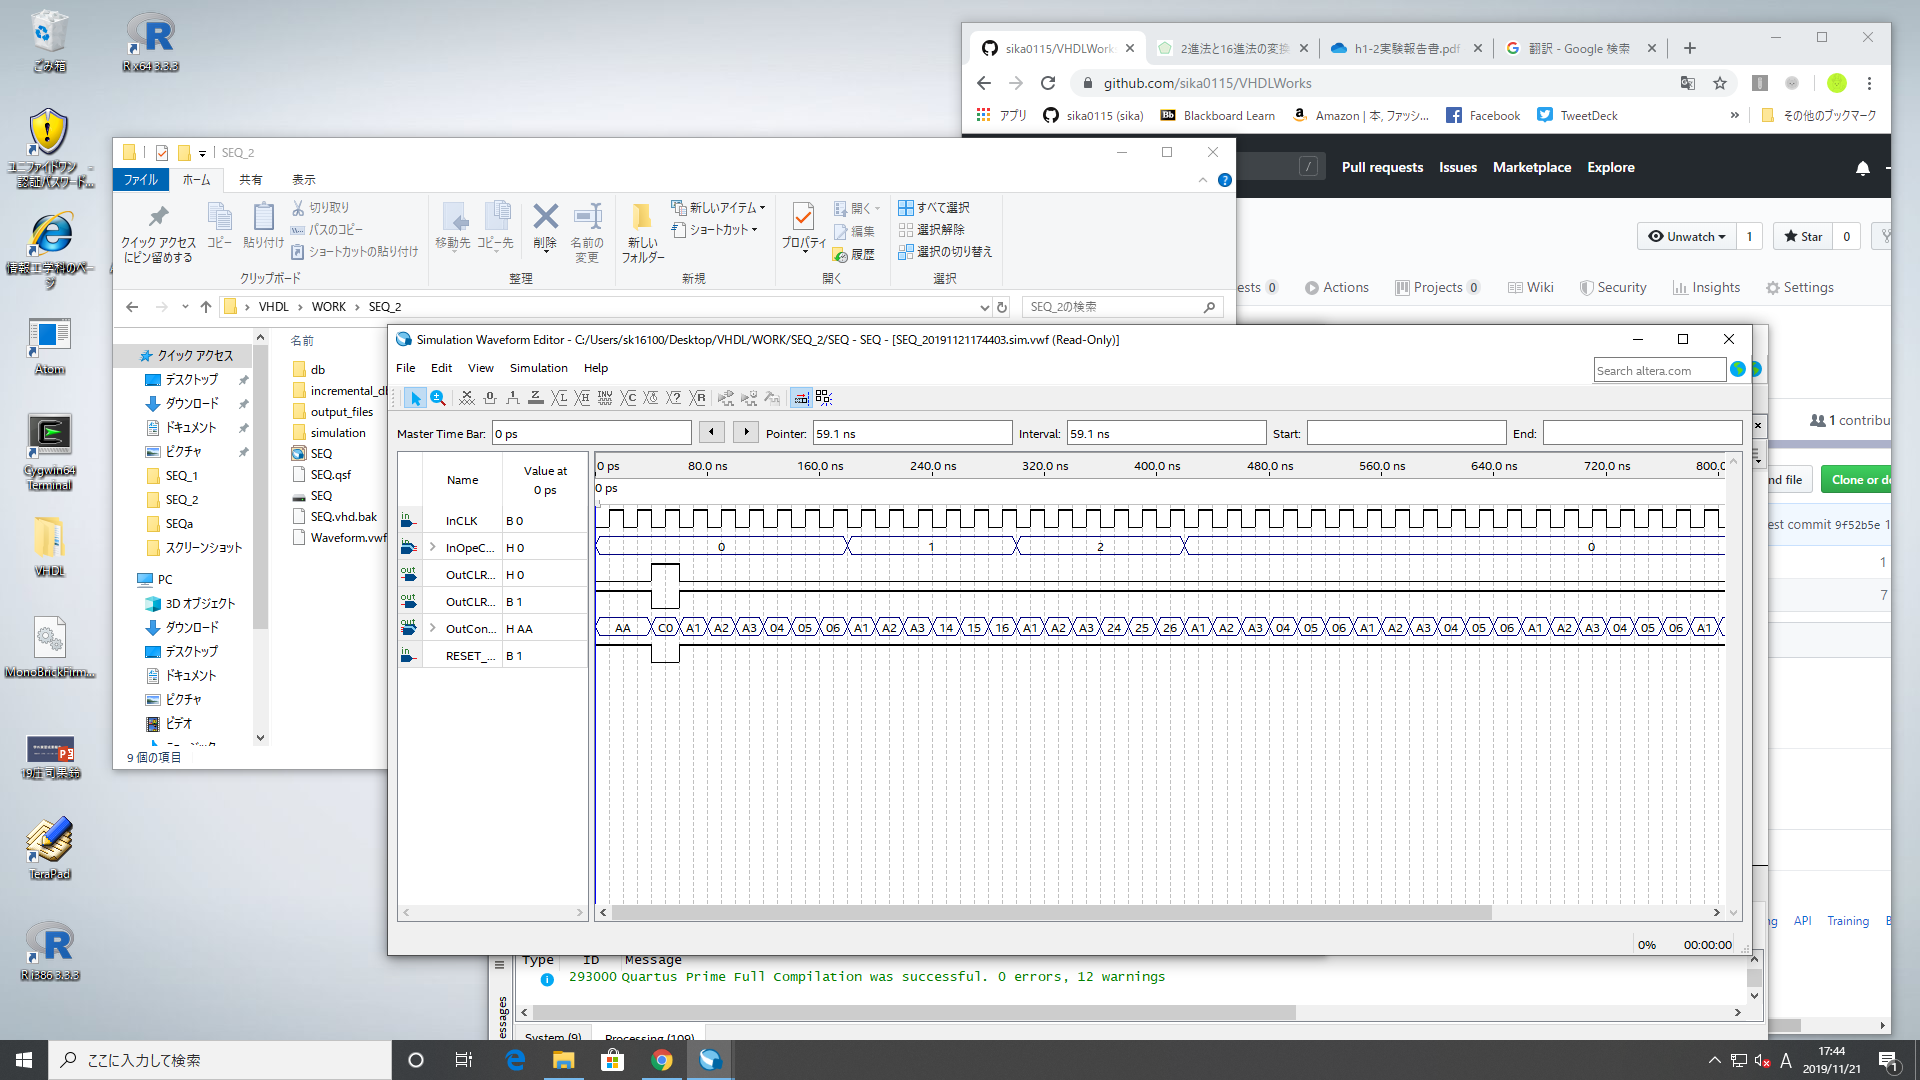 ごみ箱
R x64 3.3.3
ユニファイドワン -
認証パスワード...
情報工学科のペー
ジ
Atom
Cygwin64
Terminal
VHDL
MonoBrickFirm...
19庄司果鈴
TeraPad
R i386 3.3.3
sika0115/VHDLWork
2進法と16進法の変換
h1-2実験報告書.pdf
翻訳 - Google 検索
github.com/sika0115/VHDLWorks
アプリ
sika0115 (sika)
Blackboard Learn
Amazon | 本, ファッシ...
Facebook
TweetDeck
»
その他のブックマーク
/
Pull requests
Issues
Marketplace
Explore
Unwatch
1
Star
0
ests 0
Actions
Projects 0
Wiki
Security
Insights
Settings
1 contribu
nd file
Clone or de
est commit 9f52b5e 1
1
7
ng
API
Training
B
SEQ_2
ファイル
ホーム
共有
表示
クイック アクセス
にピン留めする
コピー
貼り付け
切り取り
パスのコピー
ショートカットの貼り付け
クリップボード
移動先
コピー先
削除
名前の
変更
整理
新しい
フォルダー
新しいアイテム
ショートカット
新規
プロパティ
開く
編集
履歴
開く
すべて選択
選択解除
選択の切り替え
選択
VHDL
WORK
SEQ_2
SEQ_2の検索
クイック アクセス
デスクトップ
ダウンロード
ドキュメント
ピクチャ
SEQ_1
SEQ_2
SEQa
スクリーンショット
PC
3D オブジェクト
ダウンロード
デスクトップ
ドキュメント
ピクチャ
ビデオ
9 個の項目
名前
db
incremental_db
output_files
simulation
SEQ
SEQ.qsf
SEQ
SEQ.vhd.bak
Waveform.vwf
Simulation Waveform Editor - C:/Users/sk16100/Desktop/VHDL/WORK/SEQ_2/SEQ - SEQ - [SEQ_20191121174403.sim.vwf (Read-Only)]
File
Edit
View
Simulation
Help
Search altera.com
Master Time Bar:
0 ps
Pointer:
59.1 ns
Interval:
59.1 ns
Start:
End:
Name
Value at
0 ps
0 ps
80.0 ns
160.0 ns
240.0 ns
320.0 ns
400.0 ns
480.0 ns
560.0 ns
640.0 ns
720.0 ns
800.0
0 ps
InCLK
B 0
InOpeC...
H 0
0
1
2
0
OutCLR...
H 0
OutCLR...
B 1
OutCon...
H AA
AA C0 A1 A2 A3 04 05 06 A1 A2 A3 14 15 16 A1 A2 A3 24 25 26 A1 A2 A3 04 05 06 A1 A2 A3 04 05 06 A1 A2 A3 04 05 06 A1
RESET_...
B 1
0%
00:00:00
Type
ID
Message
293000 Quartus Prime Full Compilation was successful. 0 errors, 12 warnings
System (9)
Processing (109)
ここに入力して検索
A
17:44
2019/11/21
1